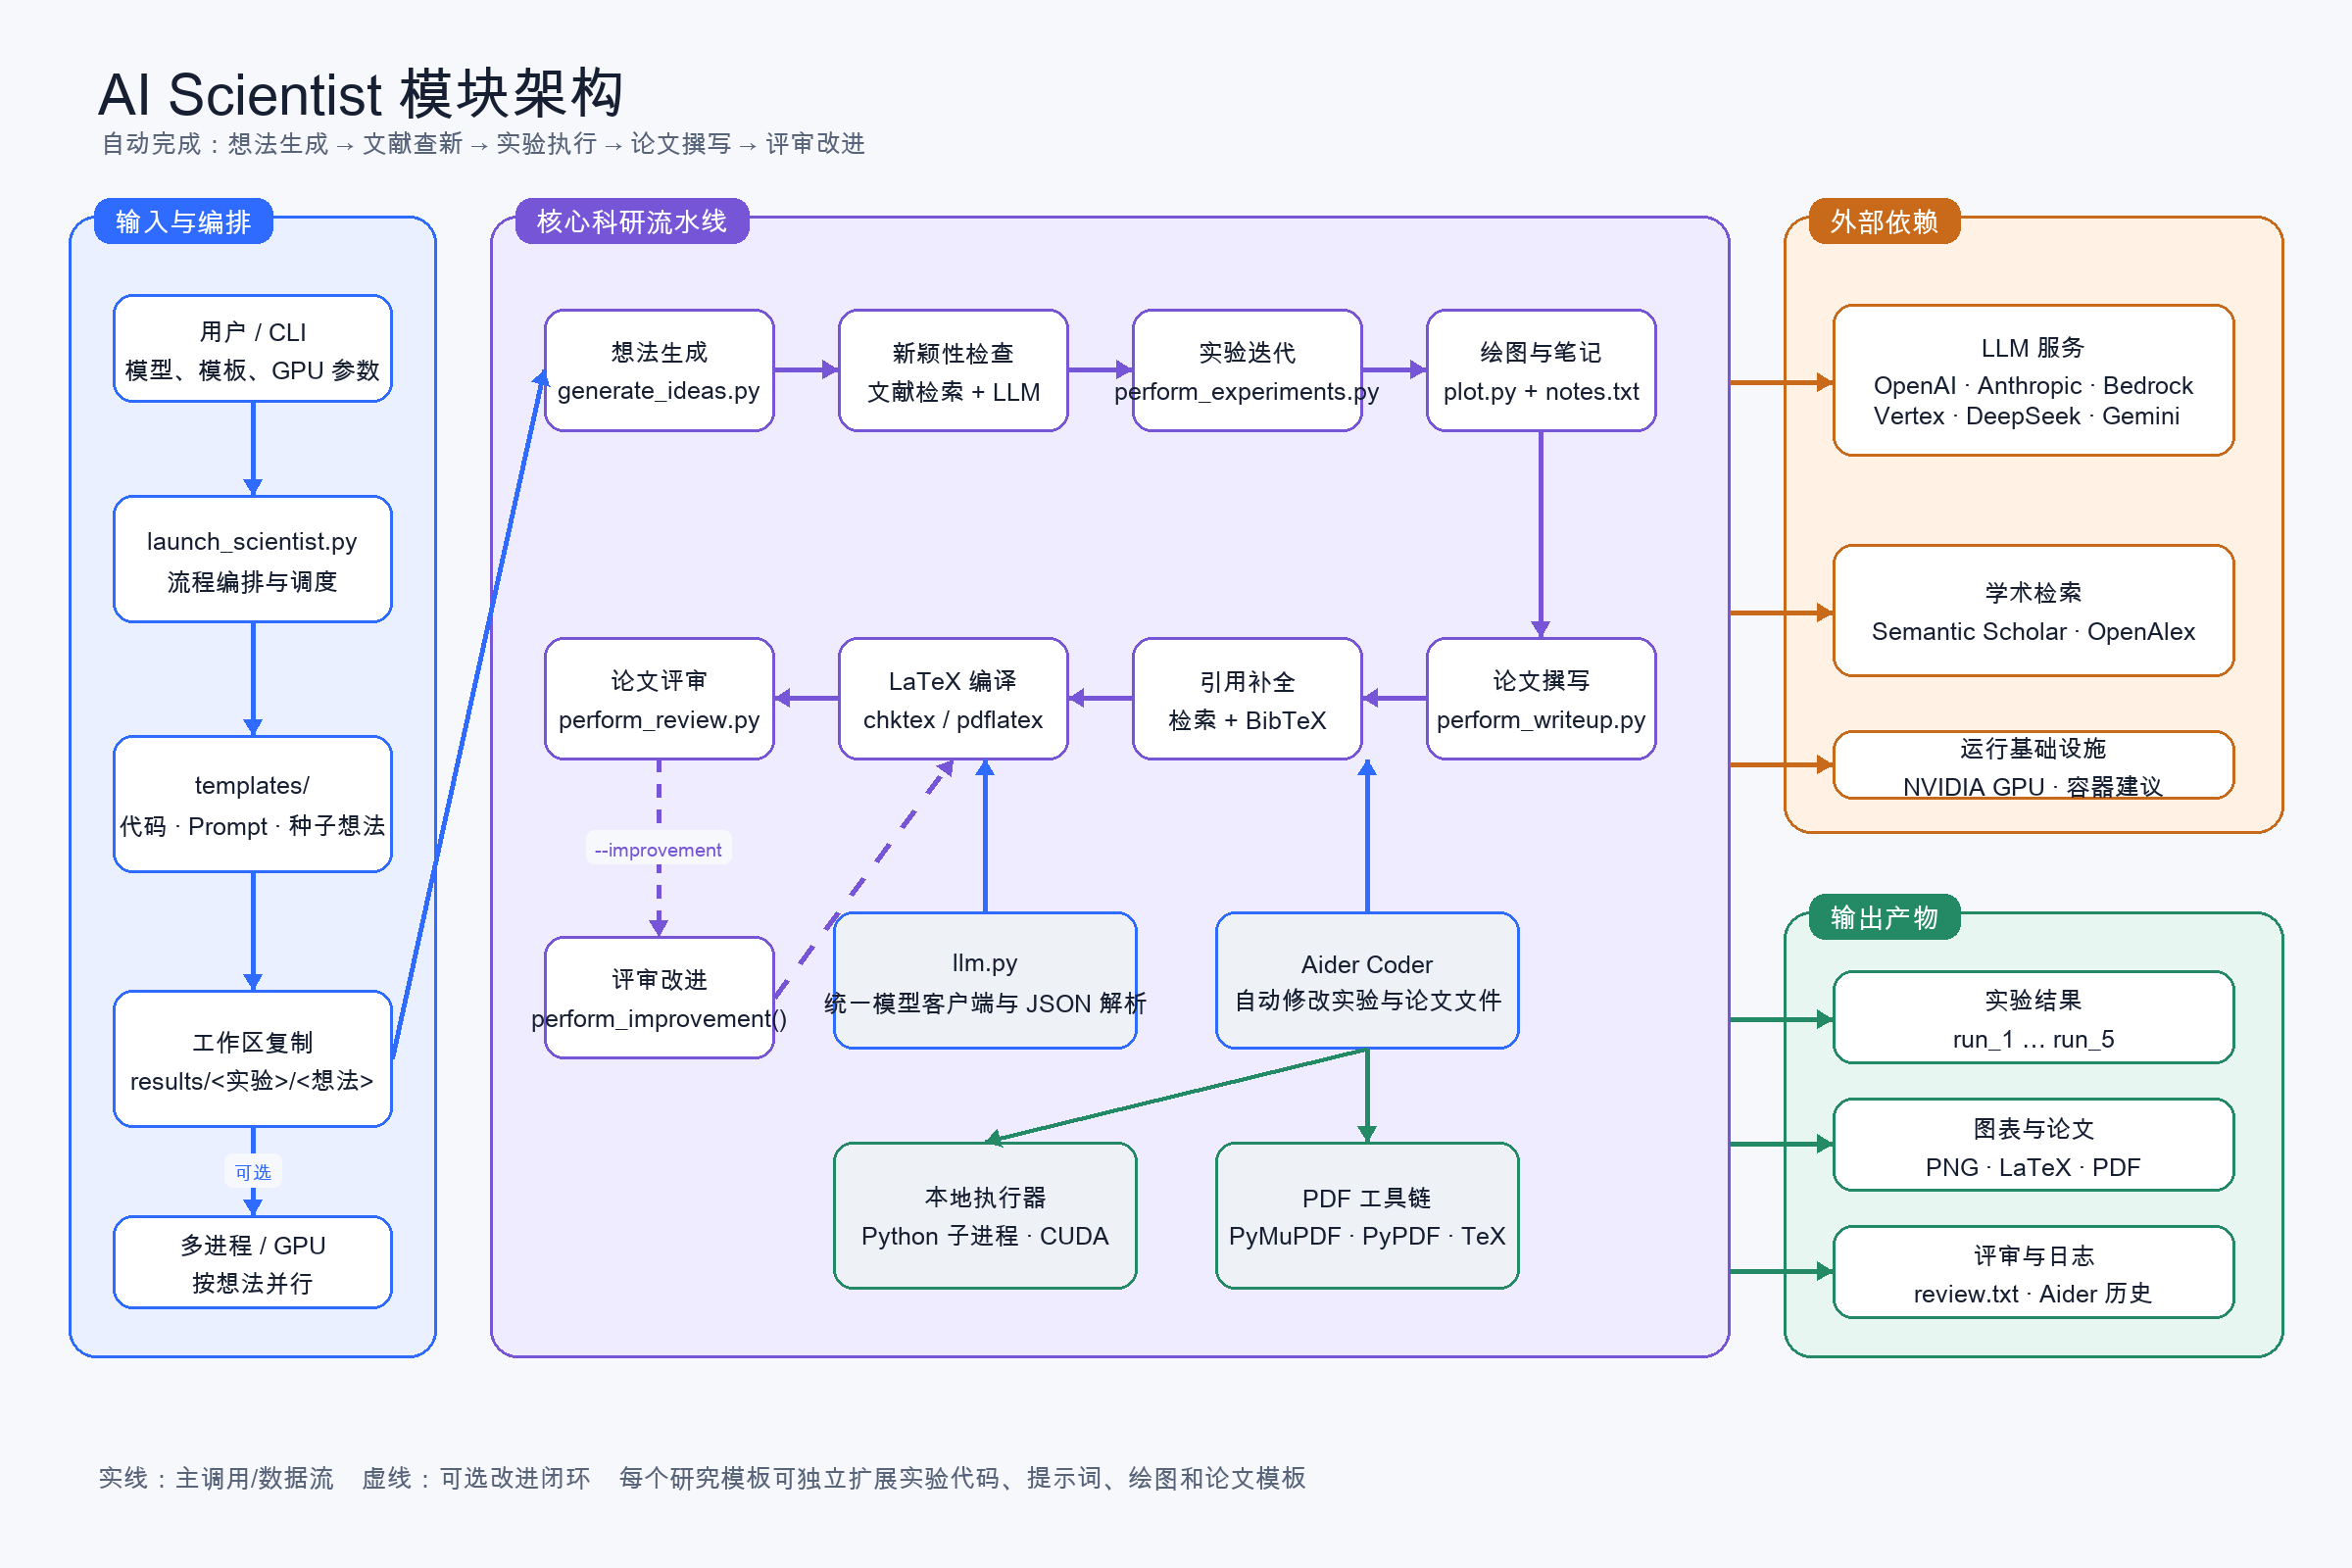 AI Scientist 模块架构
自动完成：想法生成→文献查新→实验执行→论文撰写→评审改进
输入与编排
用户 / CLI
模型、模板、GPU 参数
launch_scientist.py
流程编排与调度
templates/
代码 · Prompt · 种子想法
工作区复制
results/<实验>/<想法>
可选
多进程 / GPU
按想法并行
核心科研流水线
想法生成
generate_ideas.py
新颖性检查
文献检索 + LLM
实验迭代
perform_experiments.py
绘图与笔记
plot.py + notes.txt
论文评审
perform_review.py
LaTeX 编译
chktex / pdflatex
引用补全
检索 + BibTeX
论文撰写
perform_writeup.py
--improvement
评审改进
perform_improvement()
llm.py
统一模型客户端与 JSON 解析
Aider Coder
自动修改实验与论文文件
本地执行器
Python 子进程 · CUDA
PDF 工具链
PyMuPDF · PyPDF · TeX
外部依赖
LLM 服务
OpenAI · Anthropic · Bedrock
Vertex · DeepSeek · Gemini
学术检索
Semantic Scholar · OpenAlex
运行基础设施
NVIDIA GPU · 容器建议
输出产物
实验结果
run_1 … run_5
图表与论文
PNG · LaTeX · PDF
评审与日志
review.txt · Aider 历史
实线：主调用/数据流 虚线：可选改进闭环 每个研究模板可独立扩展实验代码、提示词、绘图和论文模板